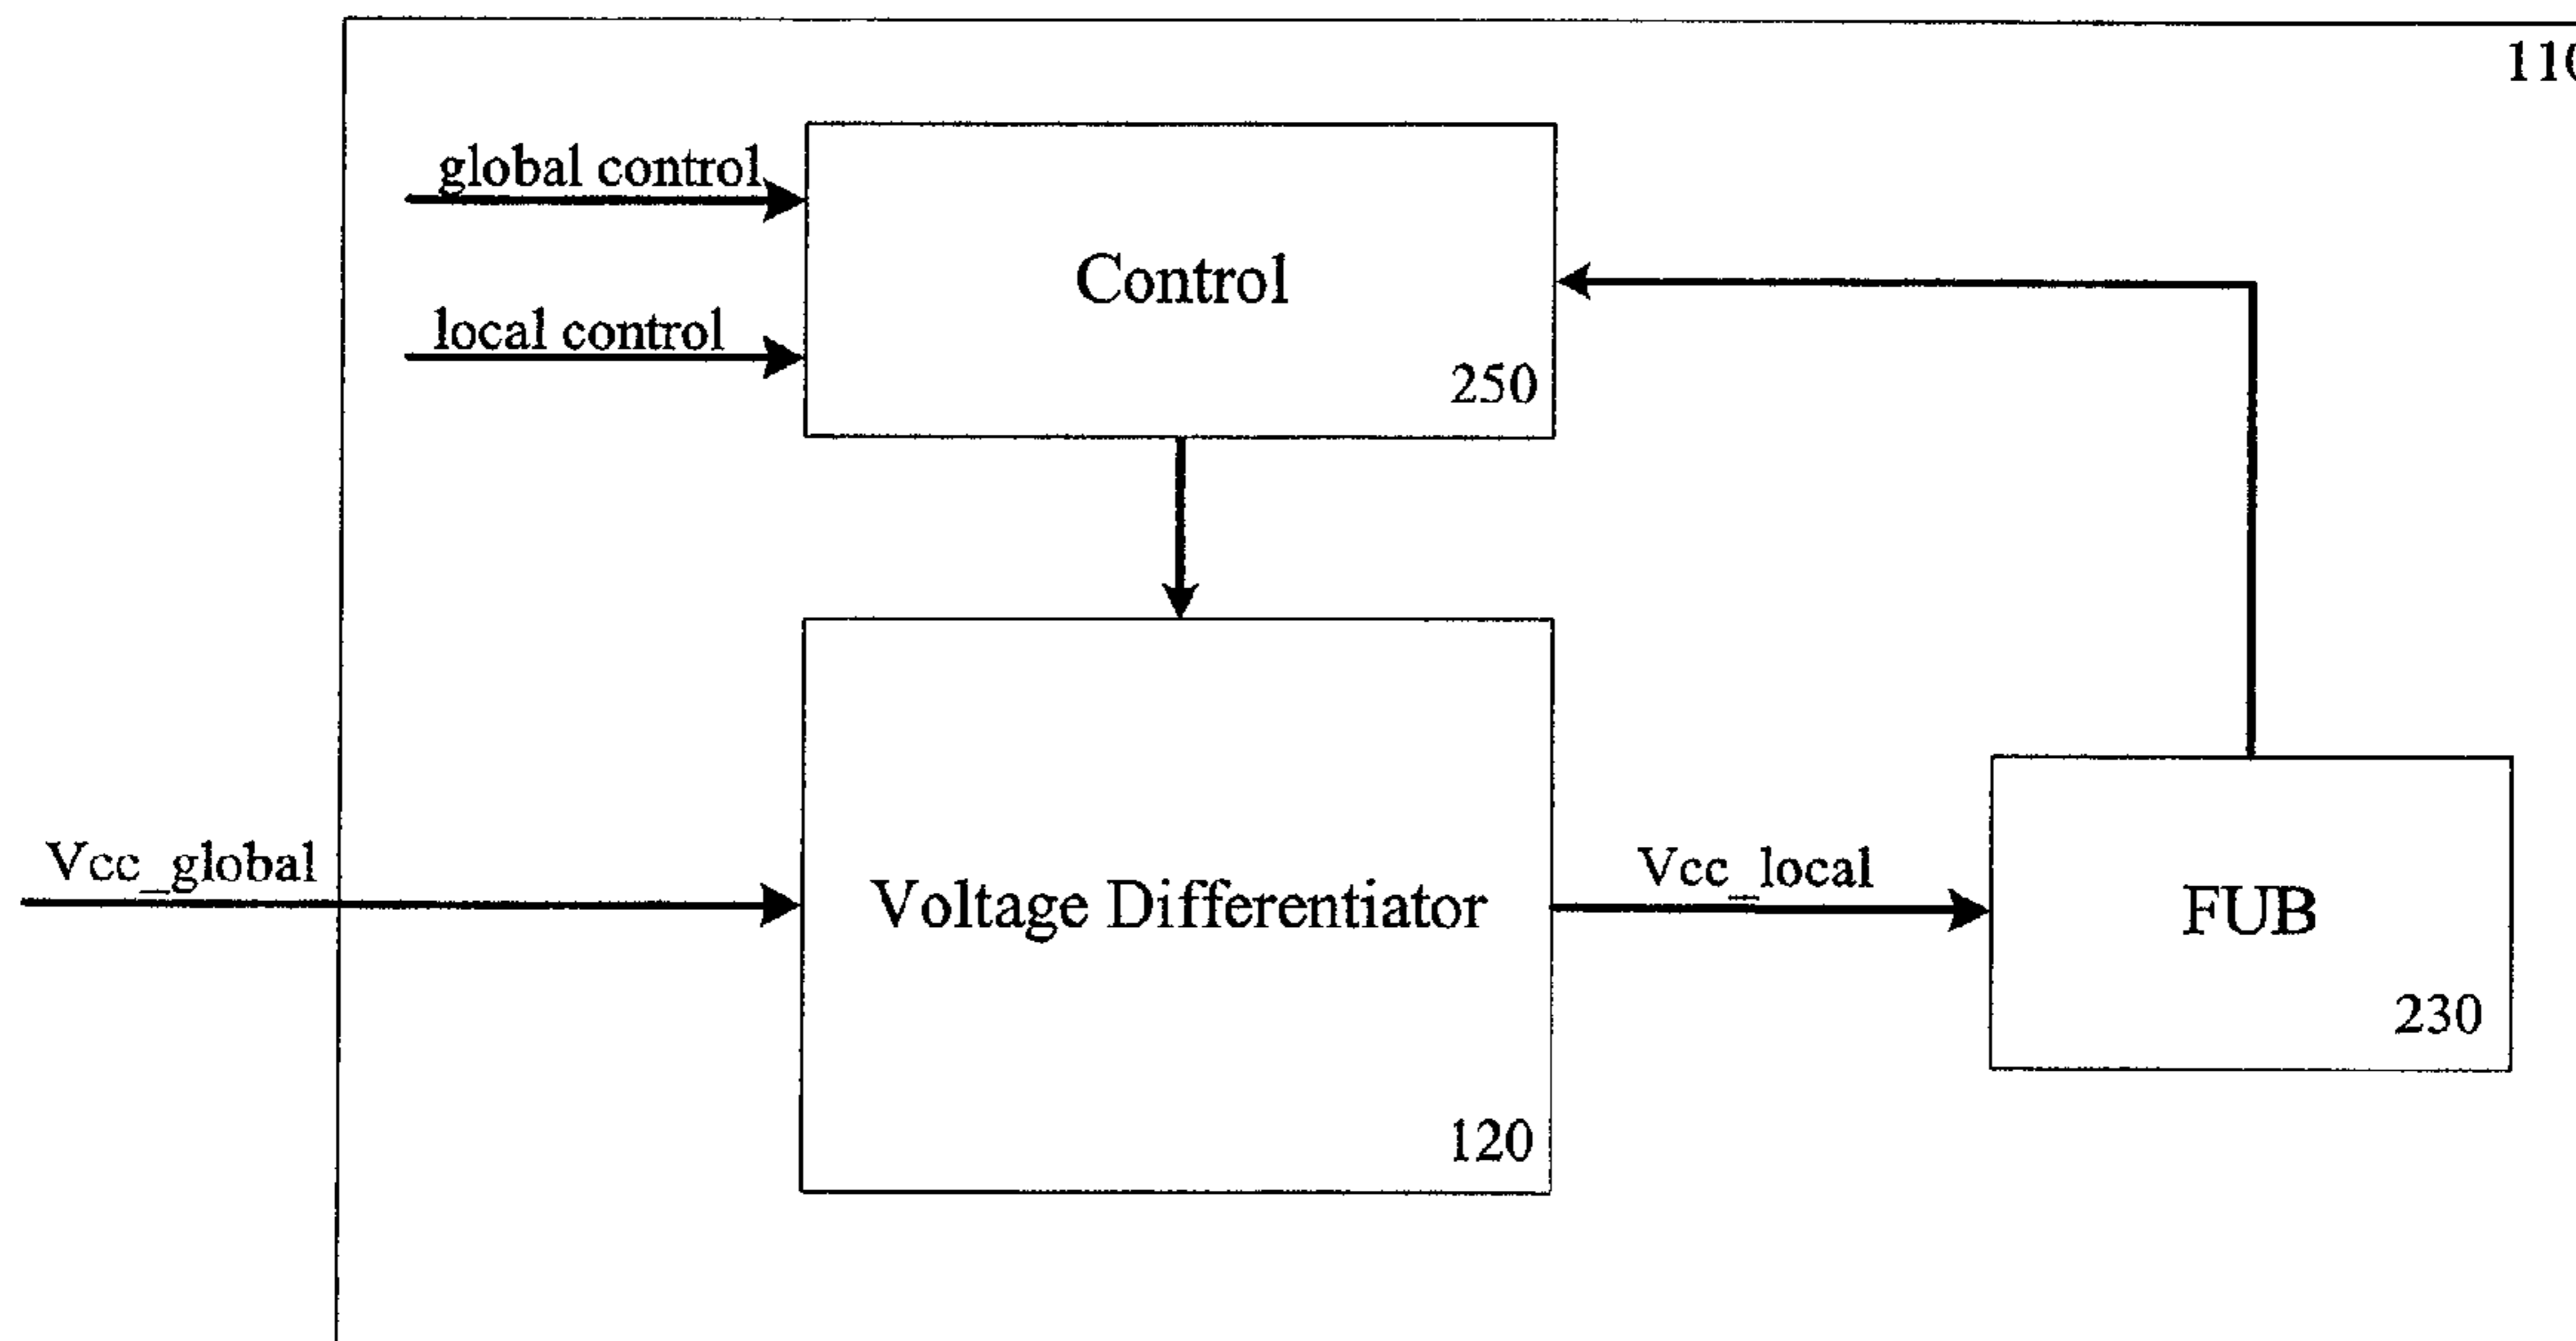 110
global control
Control
local control
250
Vcc_global
Voltage Differentiator
Vcc_local
FUB
230
120